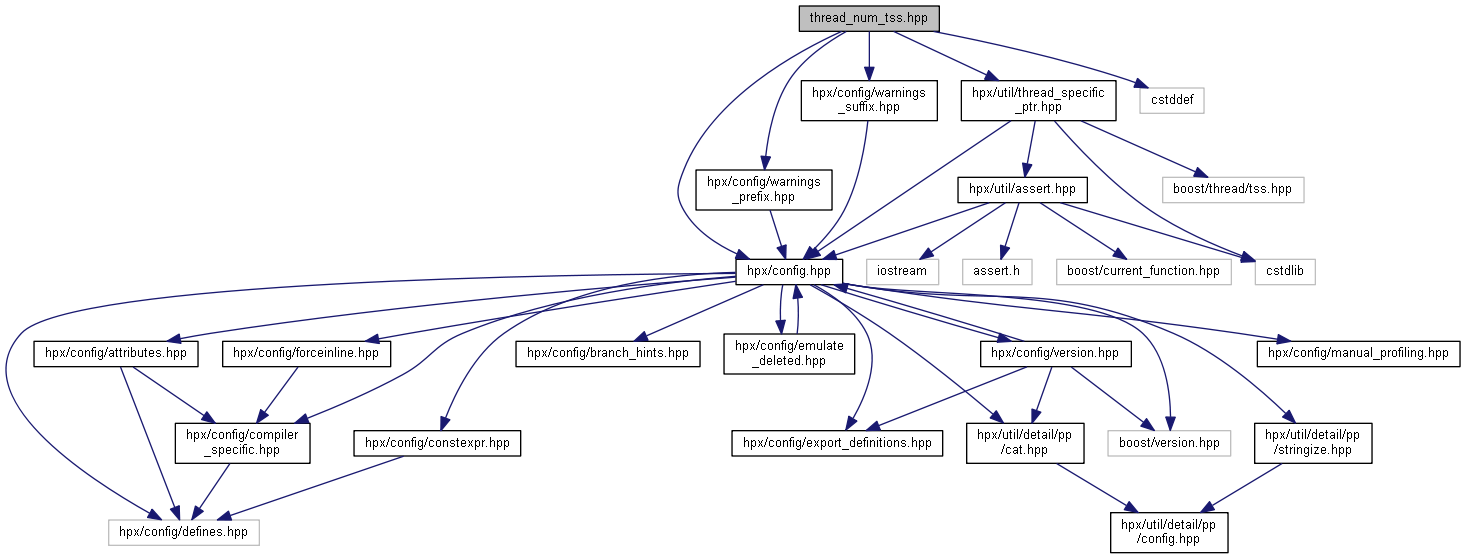 thread_num_tss.hpp
hpx/config/warnings
_suffix.hpp
hpx/util/thread_specific
_ptr.hpp
cstddef
hpx/config/warnings
_prefix.hpp
hpx/util/assert.hpp
boost/thread/tss.hpp
hpx/config.hpp
iostream
assert.h
boost/current_function.hpp
cstdlib
hpx/config/attributes.hpp
hpx/config/forceinline.hpp
hpx/config/branch_hints.hpp
hpx/config/emulate
_deleted.hpp
hpx/config/version.hpp
hpx/config/manual_profiling.hpp
hpx/config/compiler
_specific.hpp
hpx/config/constexpr.hpp
hpx/config/export_definitions.hpp
hpx/util/detail/pp
/cat.hpp
boost/version.hpp
hpx/util/detail/pp
/stringize.hpp
hpx/config/defines.hpp
hpx/util/detail/pp
/config.hpp